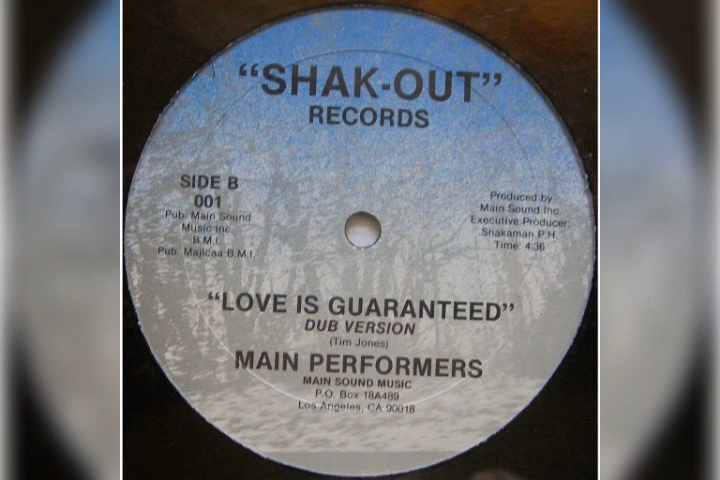 “SHAK-OUT”
RECORDS
SIDE B
001
Pub. Main Sound
Music Inc.
B.M.I.
Pub. Majicaa B.M.I.
Produced by
Main Sound Inc.
Executive Producer:
Shakaman P.H.
Time: 4:36
“LOVE IS GUARANTEED”
DUB VERSION
(Tim Jones)
MAIN PERFORMERS
MAIN SOUND MUSIC
P.O. Box 18A489
Los Angeles, CA 90018